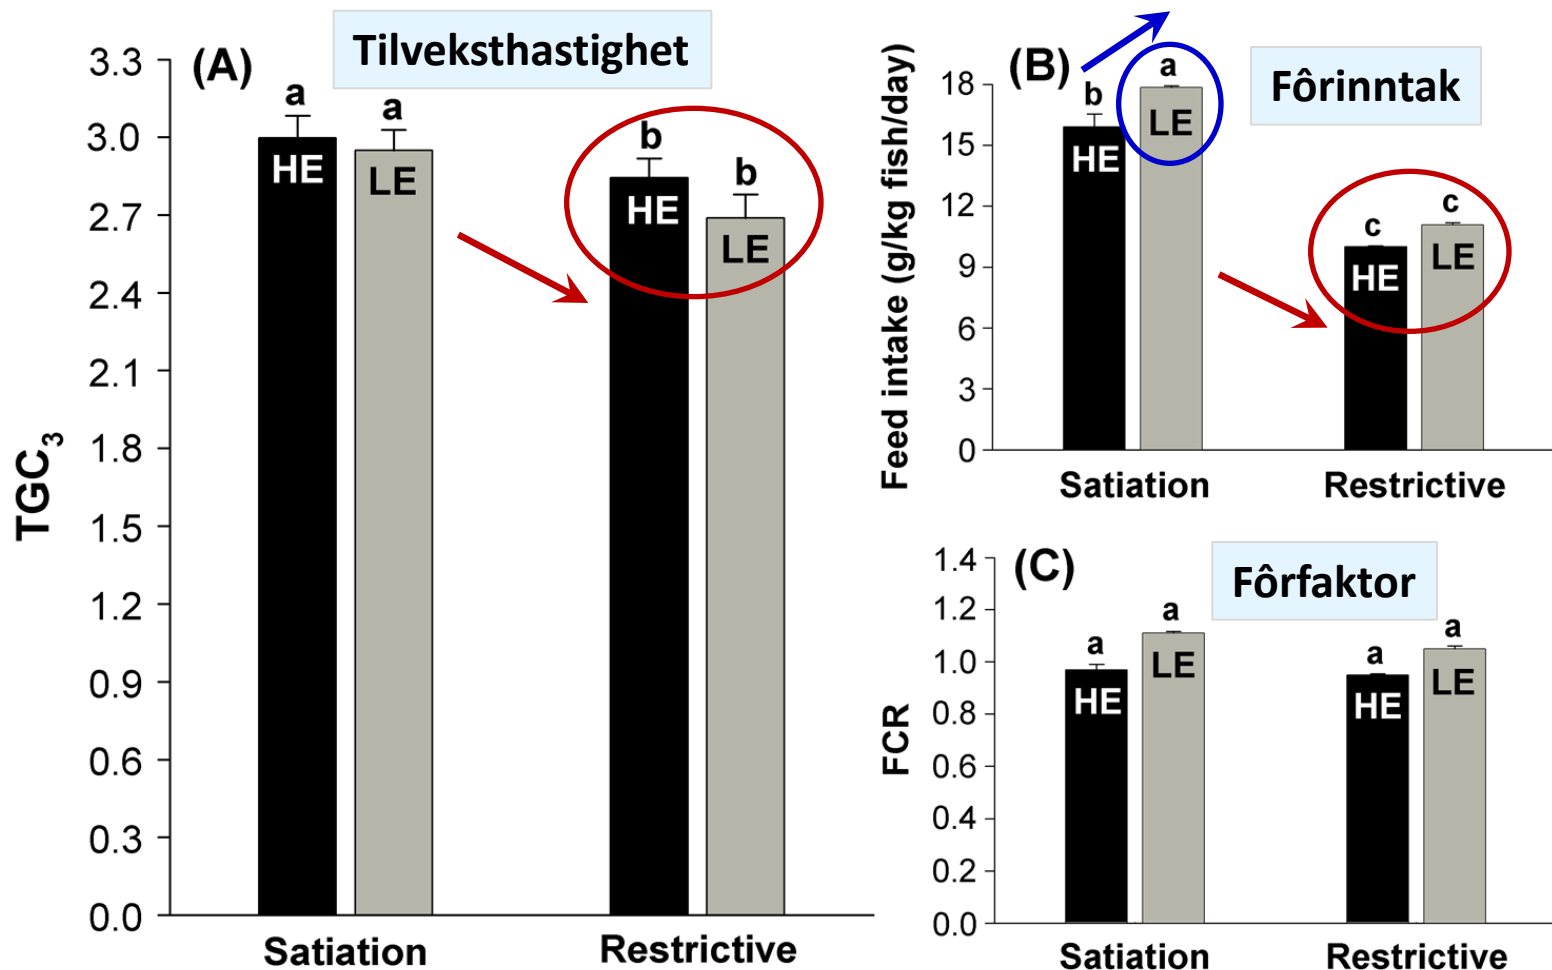 (A)
Tilveksthastighet
TGC3
3.3
3.0
2.7
2.4
2.1
1.8
1.5
1.2
0.9
0.6
0.3
0.0
a
a
b
b
HE
LE
HE
LE
Satiation
Restrictive
(B)
Fôrinntak
Feed intake (g/kg fish/day)
18
15
12
9
6
3
0
b
a
c
c
HE
LE
HE
LE
Satiation
Restrictive
(C)
Fôrfaktor
FCR
1.4
1.2
1.0
0.8
0.6
0.4
0.2
0.0
a
a
a
a
HE
LE
HE
LE
Satiation
Restrictive